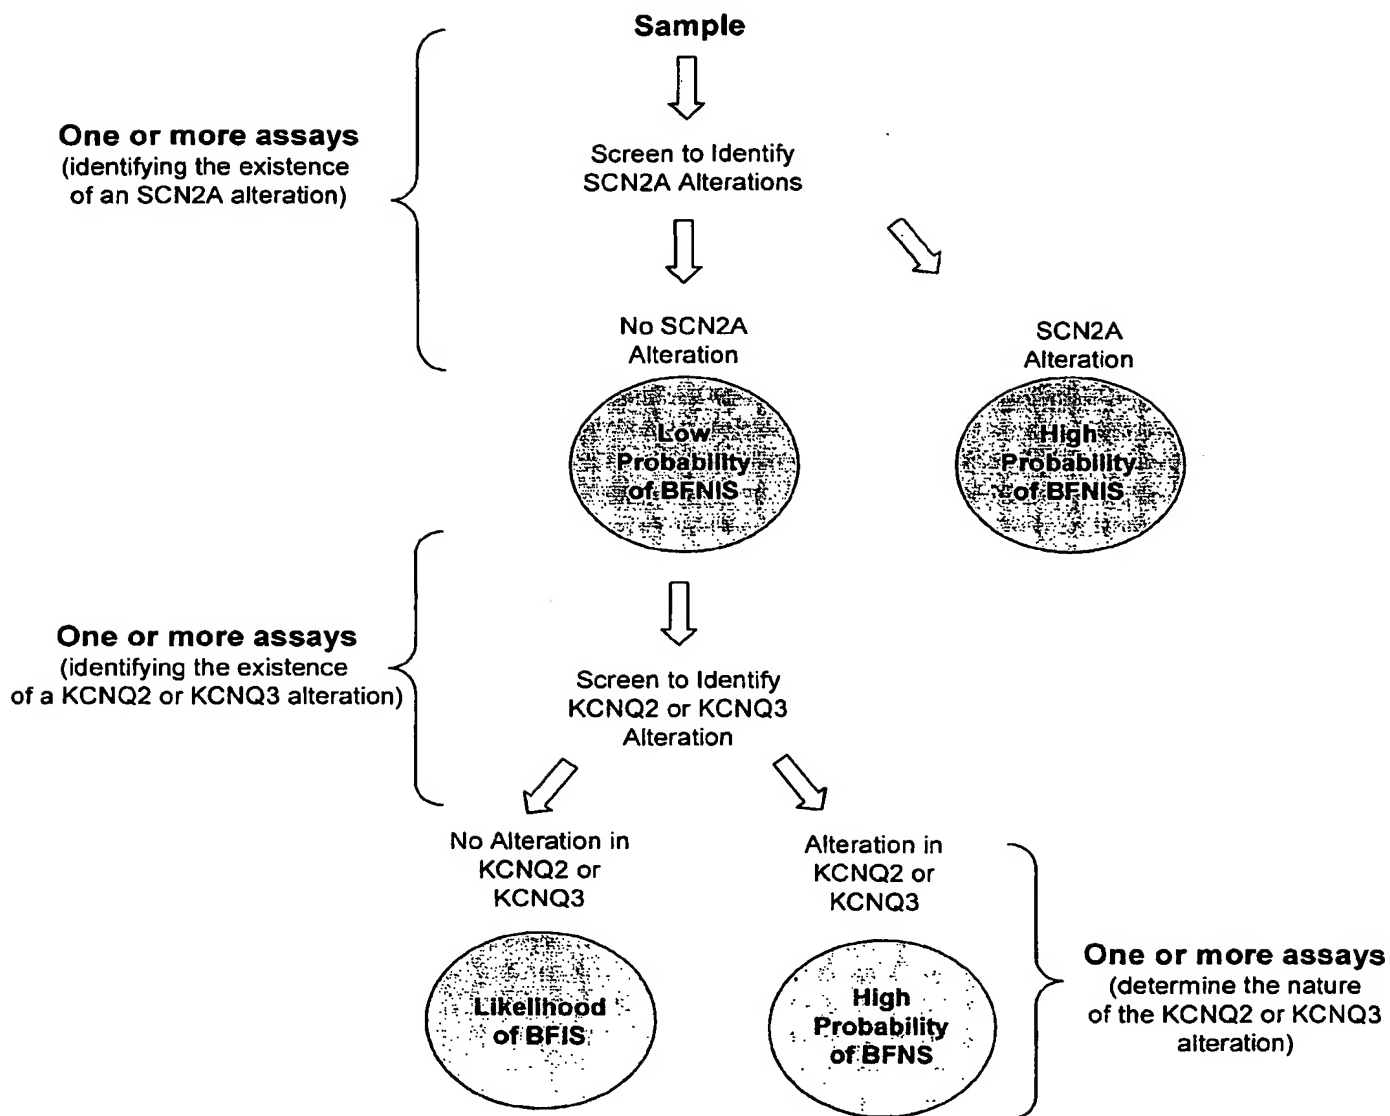 Sample
One or more assays
(identifying the existence
of an SCN2A alteration)
Screen to Identify
SCN2A Alterations
No SCN2A
Alteration
SCN2A
Alteration
Low
Probability
of BFNIS
High
Probability
of BFNIS
One or more assays
(identifying the existence
of a KCNQ2 or KCNQ3 alteration)
Screen to Identify
KCNQ2 or KCNQ3
Alteration
No Alteration in
KCNQ2 or
KCNQ3
Alteration in
KCNQ2 or
KCNQ3
Likelihood
of BFIS
High
Probability
of BFNS
One or more assays
(determine the nature
of the KCNQ2 or KCNQ3
alteration)